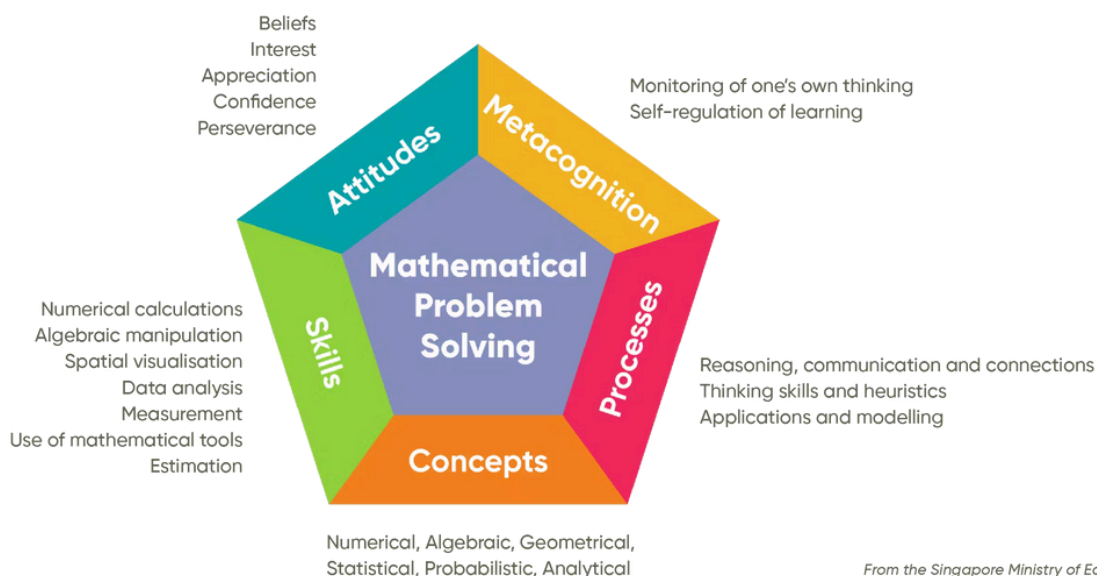 Beliefs
Interest
Appreciation
Confidence
Perseverance
Attitudes
Metacognition
Monitoring of one's own thinking
Self-regulation of learning
Mathematical
Problem
Solving
Skills
Numerical calculations
Algebraic manipulation
Spatial visualisation
Data analysis
Measurement
Use of mathematical tools
Estimation
Processes
Reasoning, communication and connections
Thinking skills and heuristics
Applications and modelling
Concepts
Numerical, Algebraic, Geometrical,
Statistical, Probabilistic, Analytical
From the Singapore Ministry of